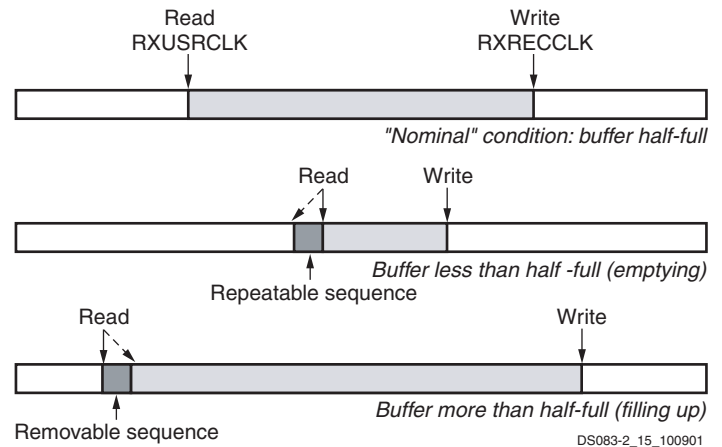 Read
RXUSRCLK
Write
RXRECCLK
"Nominal" condition: buffer half-full
Read
Write
Buffer less than half -full (emptying)
Repeatable sequence
Read
Write
Buffer more than half-full (filling up)
Removable sequence
DS083-2_15_100901